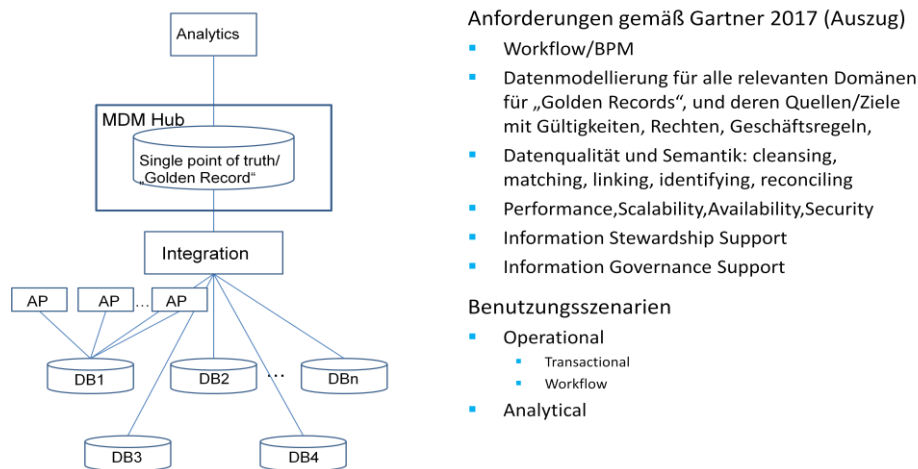 Analytics
MDM Hub
Single point of truth/
„Golden Record“
Integration
AP
AP
...
AP
DB1
DB2
...
DBn
DB3
DB4
Anforderungen gemäß Gartner 2017 (Auszug)
Workflow/BPM
Datenmodellierung für alle relevanten Domänen
für „Golden Records“, und deren Quellen/Ziele
mit Gültigkeiten, Rechten, Geschäftsregeln,
Datenqualität und Semantik: cleansing,
matching, linking, identifying, reconciling
Performance,Scalability,Availability,Security
Information Stewardship Support
Information Governance Support
Benutzungsszenarien
Operational
Transactional
Workflow
Analytical